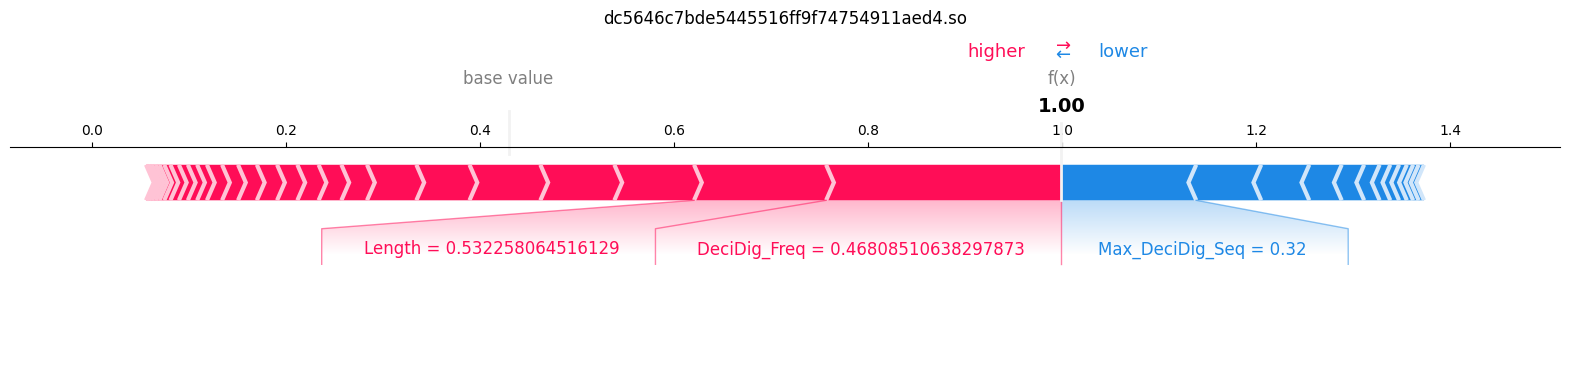 dc5646c7bde5445516ff9f74754911aed4.so
higher ⇄ lower
base value f(x)
1.00
0.0 0.2 0.4 0.6 0.8 1.0 1.2 1.4
Length = 0.532258064516129 DeciDig_Freq = 0.46808510638297873 Max_DeciDig_Seq = 0.32